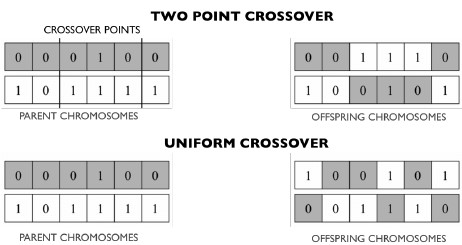 TWO POINT CROSSOVER
CROSSOVER POINTS
0 0 0 1 0 0
1 0 1 1 1 1
PARENT CHROMOSOMES
0 0 1 1 1 0
1 0 0 1 0 1
OFFSPRING CHROMOSOMES
UNIFORM CROSSOVER
0 0 0 1 0 0
1 0 1 1 1 1
PARENT CHROMOSOMES
1 0 0 1 0 1
0 0 1 1 1 0
OFFSPRING CHROMOSOMES